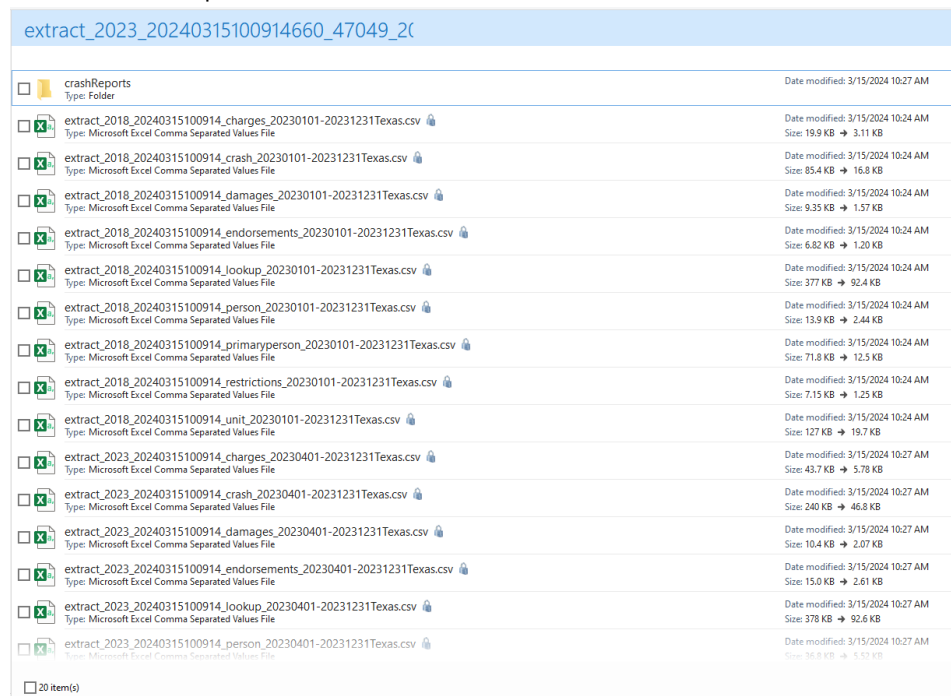 extract_2023_20240315100914660_47049_20
crashReports
Type: Folder
Date modified: 3/15/2024 10:27 AM
extract_2018_20240315100914_charges_20230101-20231231Texas.csv
Type: Microsoft Excel Comma Separated Values File
Date modified: 3/15/2024 10:24 AM
Size: 19.9 KB → 3.11 KB
extract_2018_20240315100914_crash_20230101-20231231Texas.csv
Type: Microsoft Excel Comma Separated Values File
Date modified: 3/15/2024 10:24 AM
Size: 85.4 KB → 16.8 KB
extract_2018_20240315100914_damages_20230101-20231231Texas.csv
Type: Microsoft Excel Comma Separated Values File
Date modified: 3/15/2024 10:24 AM
Size: 9.35 KB → 1.57 KB
extract_2018_20240315100914_endorsements_20230101-20231231Texas.csv
Type: Microsoft Excel Comma Separated Values File
Date modified: 3/15/2024 10:24 AM
Size: 6.82 KB → 1.20 KB
extract_2018_20240315100914_lookup_20230101-20231231Texas.csv
Type: Microsoft Excel Comma Separated Values File
Date modified: 3/15/2024 10:24 AM
Size: 377 KB → 92.4 KB
extract_2018_20240315100914_person_20230101-20231231Texas.csv
Type: Microsoft Excel Comma Separated Values File
Date modified: 3/15/2024 10:24 AM
Size: 13.9 KB → 2.44 KB
extract_2018_20240315100914_primaryperson_20230101-20231231Texas.csv
Type: Microsoft Excel Comma Separated Values File
Date modified: 3/15/2024 10:24 AM
Size: 71.8 KB → 12.5 KB
extract_2018_20240315100914_restrictions_20230101-20231231Texas.csv
Type: Microsoft Excel Comma Separated Values File
Date modified: 3/15/2024 10:24 AM
Size: 7.15 KB → 1.25 KB
extract_2018_20240315100914_unit_20230101-20231231Texas.csv
Type: Microsoft Excel Comma Separated Values File
Date modified: 3/15/2024 10:24 AM
Size: 127 KB → 19.7 KB
extract_2023_20240315100914_charges_20230401-20231231Texas.csv
Type: Microsoft Excel Comma Separated Values File
Date modified: 3/15/2024 10:27 AM
Size: 43.7 KB → 5.78 KB
extract_2023_20240315100914_crash_20230401-20231231Texas.csv
Type: Microsoft Excel Comma Separated Values File
Date modified: 3/15/2024 10:27 AM
Size: 240 KB → 46.8 KB
extract_2023_20240315100914_damages_20230401-20231231Texas.csv
Type: Microsoft Excel Comma Separated Values File
Date modified: 3/15/2024 10:27 AM
Size: 10.4 KB → 2.07 KB
extract_2023_20240315100914_endorsements_20230401-20231231Texas.csv
Type: Microsoft Excel Comma Separated Values File
Date modified: 3/15/2024 10:27 AM
Size: 15.0 KB → 2.61 KB
extract_2023_20240315100914_lookup_20230401-20231231Texas.csv
Type: Microsoft Excel Comma Separated Values File
Date modified: 3/15/2024 10:27 AM
Size: 378 KB → 92.6 KB
extract_2023_20240315100914_person_20230401-20231231Texas.csv
Type: Microsoft Excel Comma Separated Values File
Date modified: 3/15/2024 10:27 AM
Size: 36.8 KB → 5.52 KB
20 item(s)